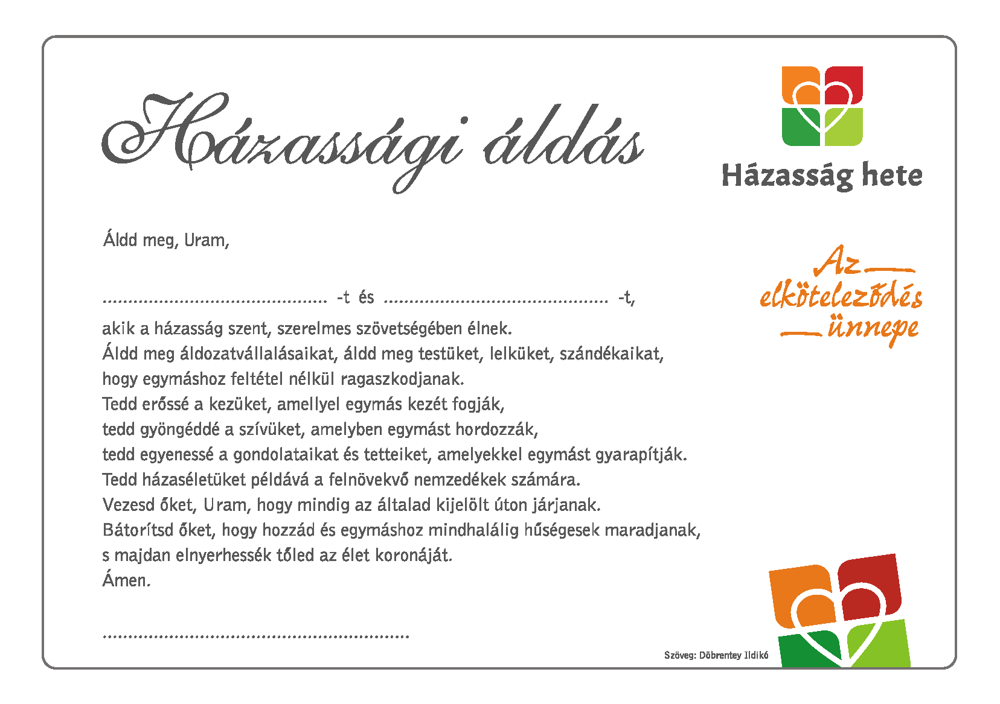 Házassági áldás
Házasság hete
Áldd meg, Uram,
............................................ -t és ............................................ -t,
akik a házasság szent, szerelmes szövetségében élnek.
Áldd meg áldozatvállalásaikat, áldd meg testüket, lelküket, szándékaikat,
hogy egymáshoz feltétel nélkül ragaszkodjanak.
Tedd erőssé a kezüket, amellyel egymás kezét fogják,
tedd gyöngéddé a szívüket, amelyben egymást hordozzák,
tedd egyenessé a gondolataikat és tetteiket, amelyekkel egymást gyarapítják.
Tedd házaséletüket példává a felnövekvő nemzedékek számára.
Vezesd őket, Uram, hogy mindig az általad kijelölt úton járjanak.
Bátorítsd őket, hogy hozzád és egymáshoz mindhalálig hűségesek maradjanak,
s majdan elnyerhessék tőled az élet koronáját.
Ámen.
............................................................
Az
elköteleződés
ünnepe
Szöveg: Döbrentey Ildikó